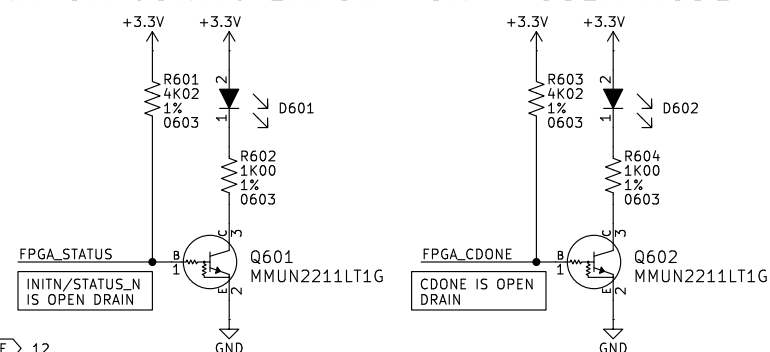 +3.3V +3.3V
R601
4K02
1%
0603
2
1
D601
R602
1K00
1%
0603
C
3
FPGA_STATUS
B
1
Q601
MMUN2211LT1G
INITN/STATUS_N
IS OPEN DRAIN
E
2
GND
12
+3.3V +3.3V
R603
4K02
1%
0603
2
1
D602
R604
1K00
1%
0603
C
3
FPGA_CDONE
B
1
Q602
MMUN2211LT1G
CDONE IS OPEN
DRAIN
E
2
GND